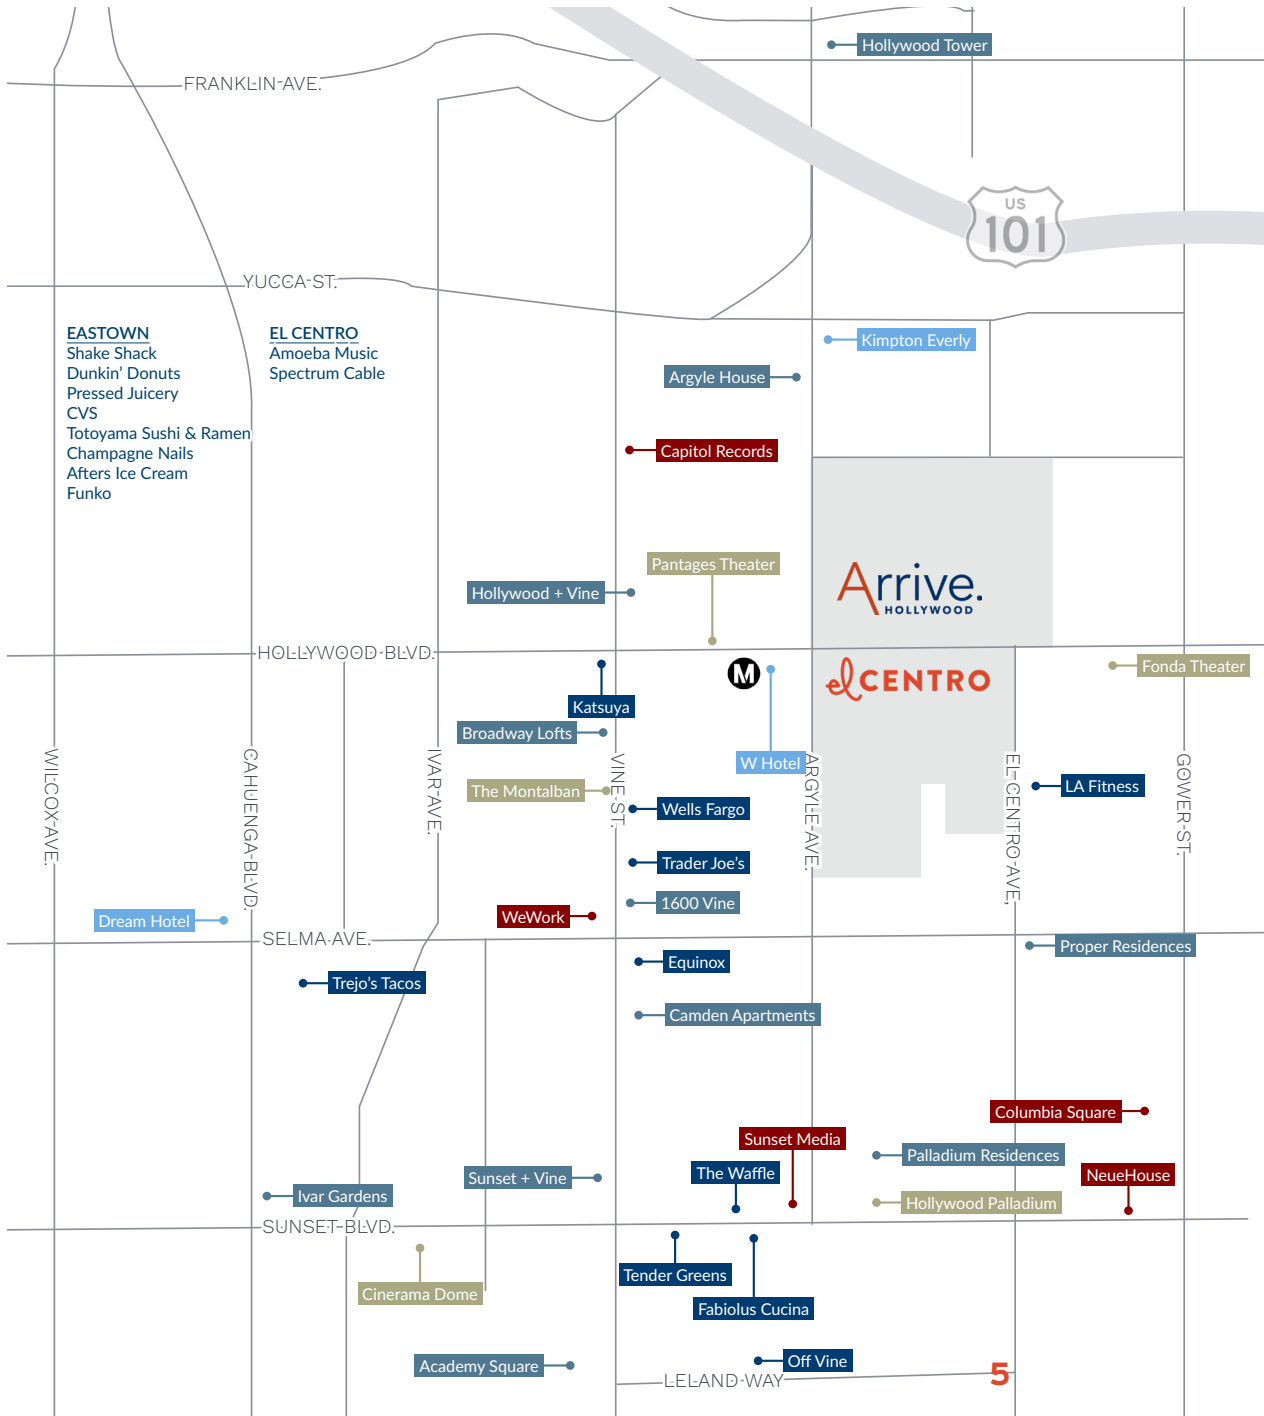 Hollywood Tower
FRANKLIN AVE.
US
101
YUCCA ST.
EASTOWN
Shake Shack
Dunkin’ Donuts
Pressed Juicery
CVS
Totoyama Sushi & Ramen
Champagne Nails
Afters Ice Cream
Funko
EL CENTRO
Amoeba Music
Spectrum Cable
Kimpton Everly
Argyle House
Capitol Records
Pantages Theater
Hollywood + Vine
Arrive.
HOLLYWOOD
HOLLYWOOD BLVD.
M
el CENTRO
Fonda Theater
Katsuya
Broadway Lofts
W Hotel
The Montalban
WILCOX AVE.
CAHUENGA BLVD.
IVAR AVE.
VINE ST.
ARGYLE AVE.
EL CENTRO AVE,
GOWER ST.
LA Fitness
Wells Fargo
Trader Joe’s
1600 Vine
WeWork
Dream Hotel
SELMA AVE.
Proper Residences
Equinox
Trejo’s Tacos
Camden Apartments
Columbia Square
Sunset Media
Palladium Residences
The Waffle
NeueHouse
Sunset + Vine
Ivar Gardens
Hollywood Palladium
SUNSET BLVD.
Tender Greens
Cinerama Dome
Fabiolus Cucina
Off Vine
Academy Square
LELAND WAY
5